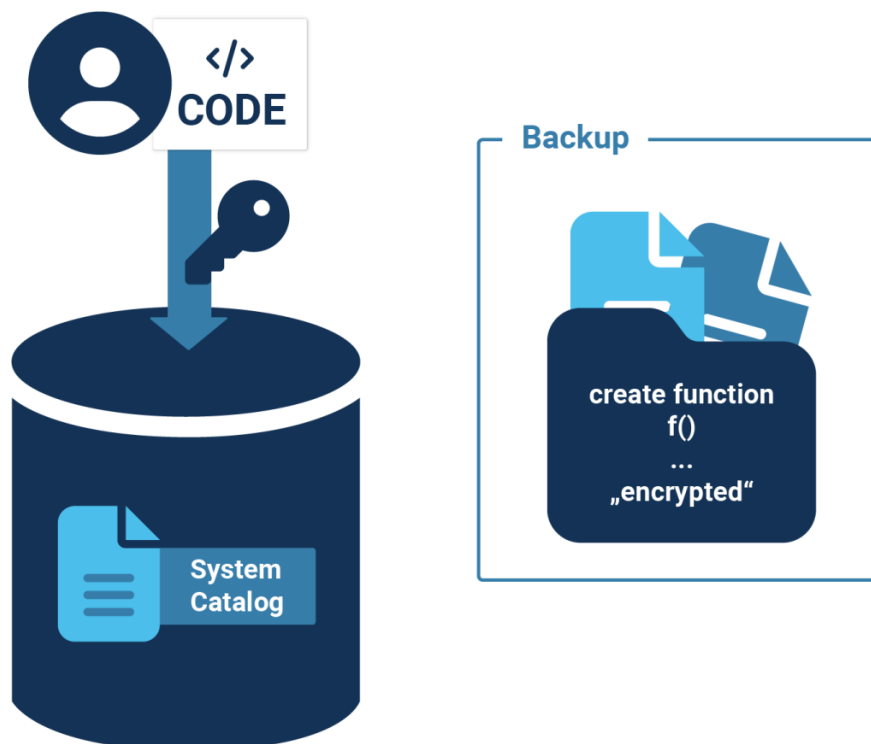 </>
CODE
Backup
create function
f()
...
„encrypted“
System
Catalog